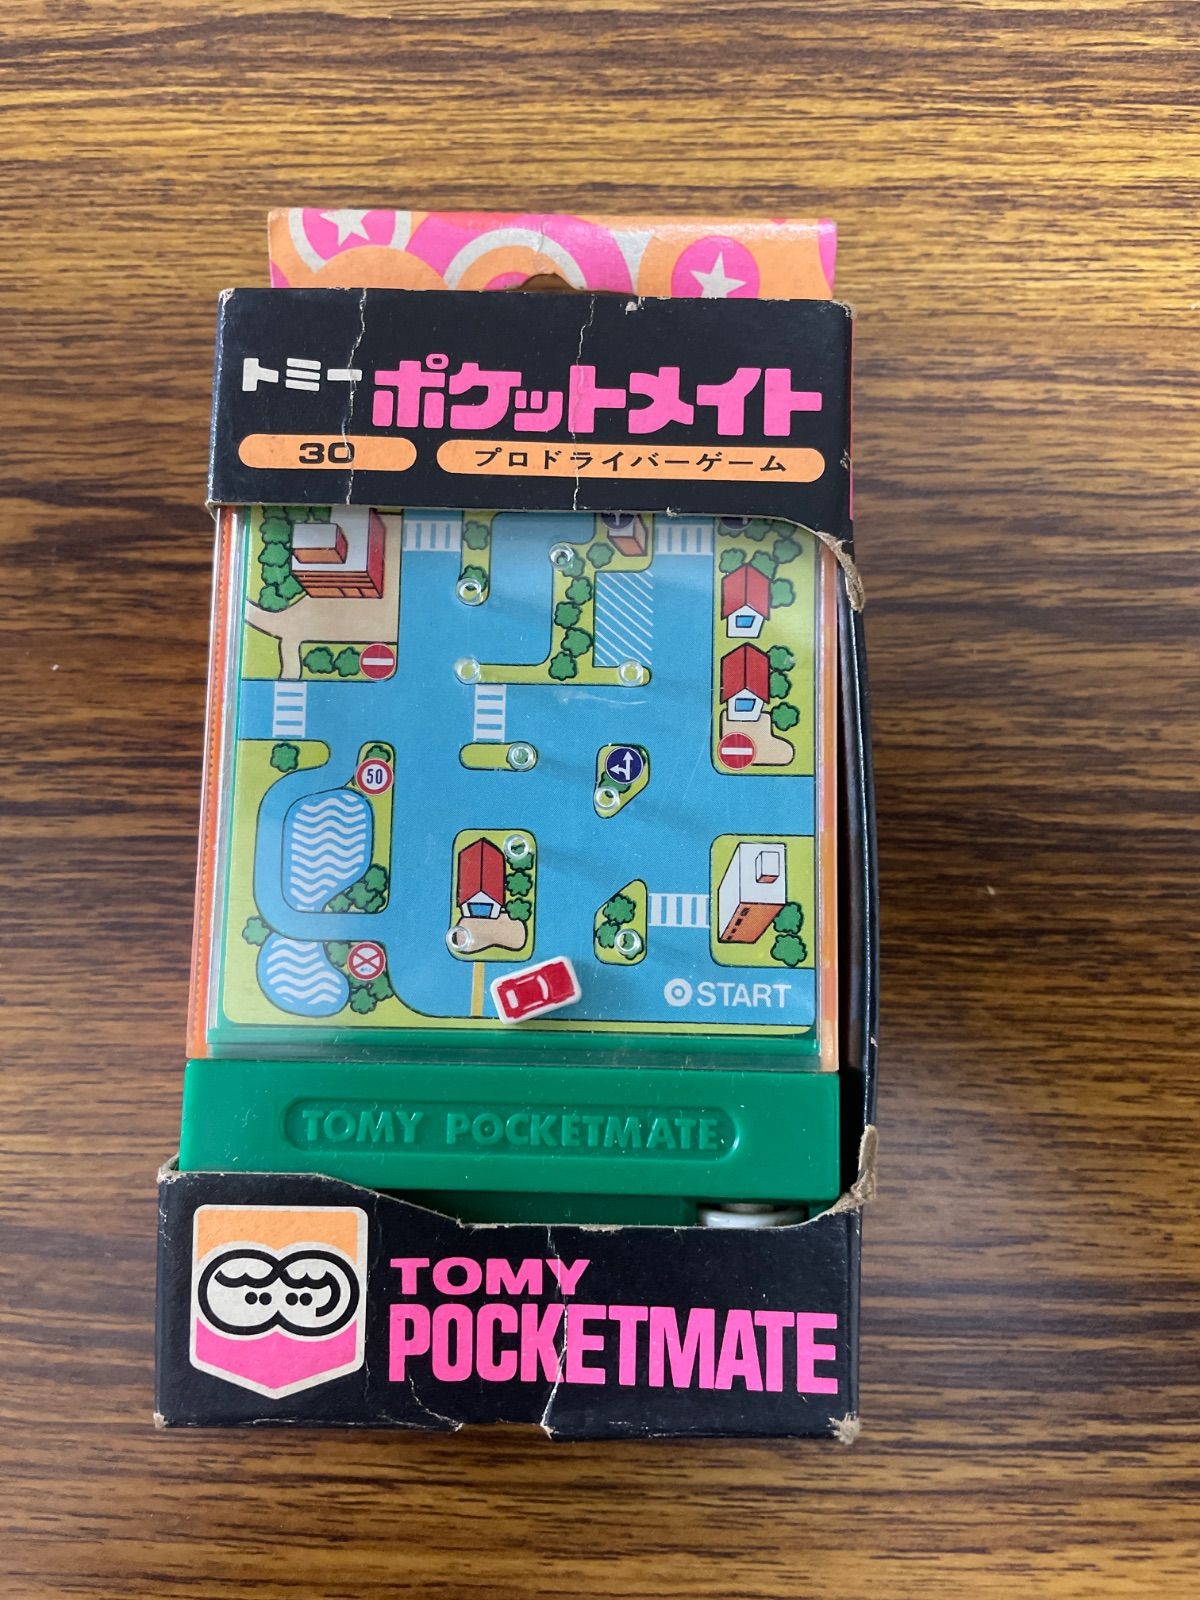 トミー ポケットメイト
30 プロドライバーゲーム
50
START
TOMY POCKETMATE
TOMY
POCKETMATE